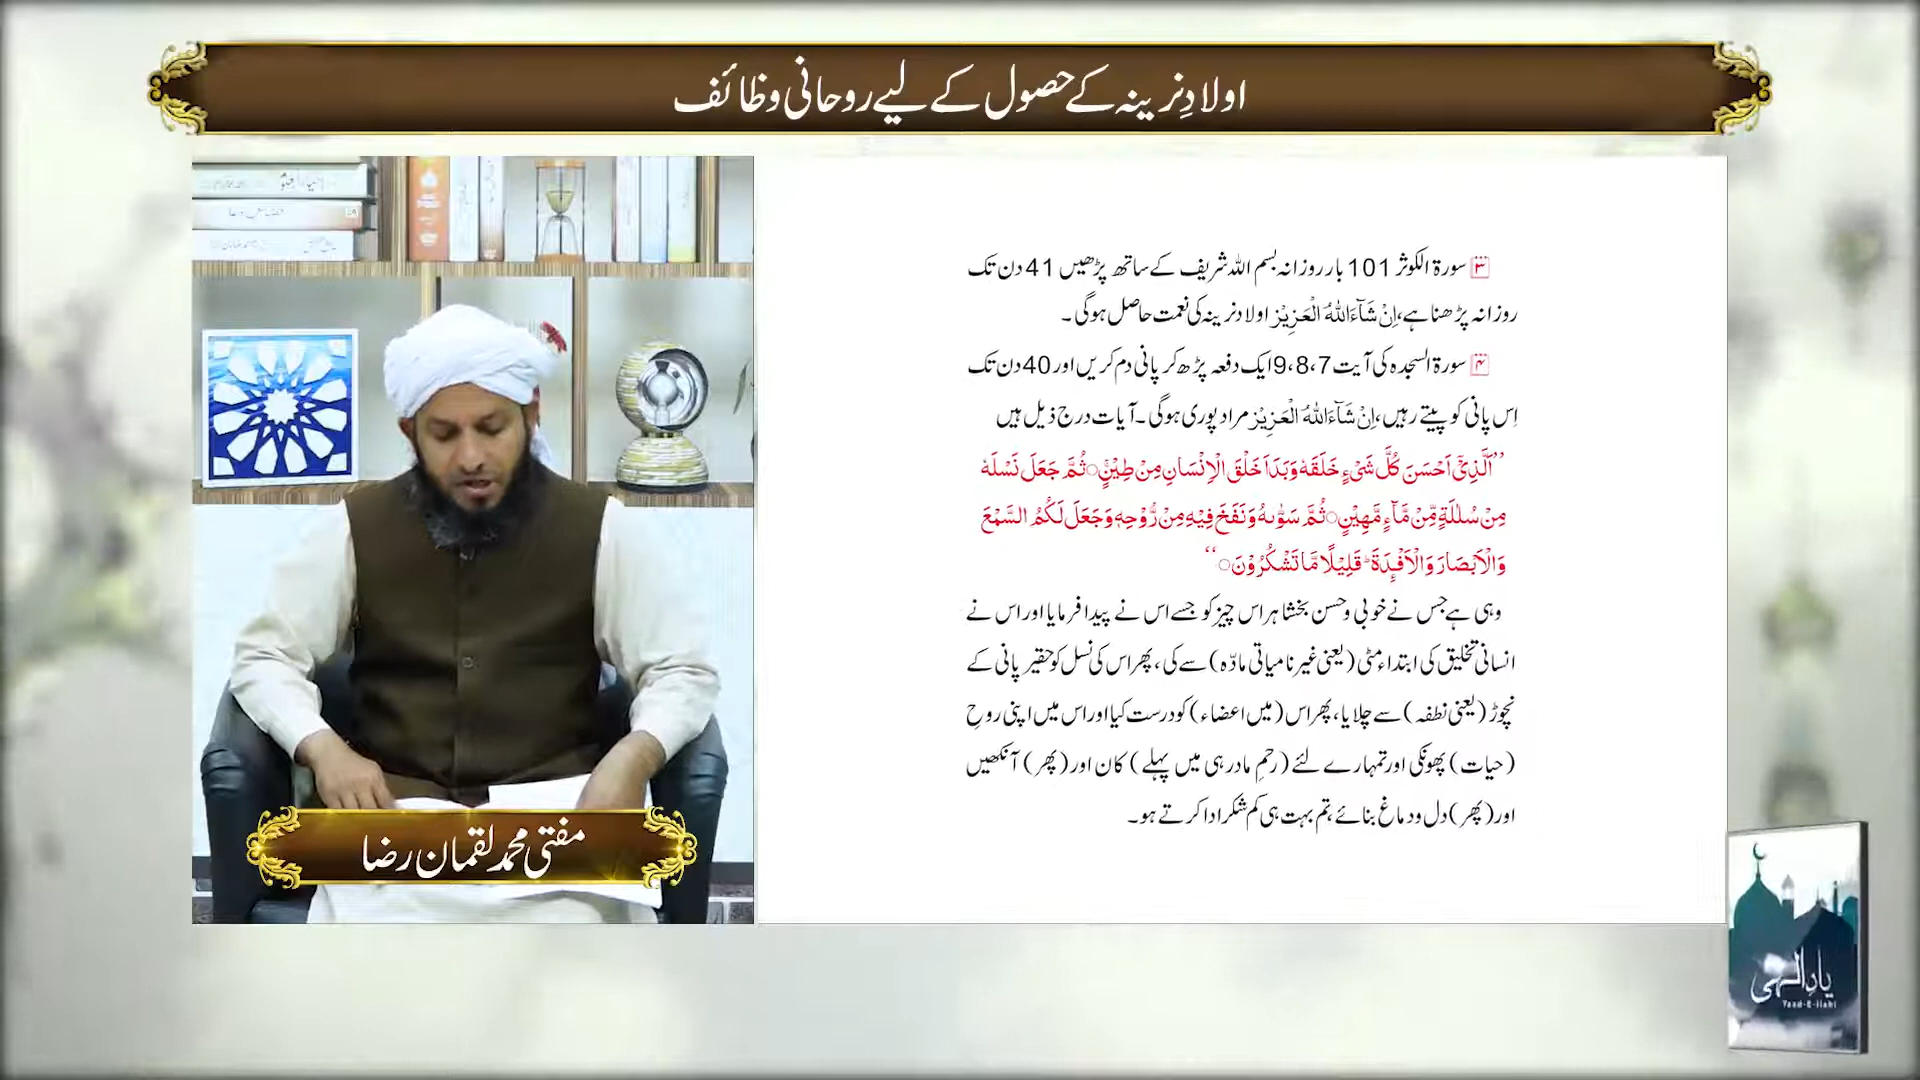 اولادِ نرینہ کے حصول کے لیے روحانی وظائف
۳ سورۃ الکوثر 101 بار روزانہ بسم اللہ شریف کے ساتھ پڑھیں 41 دن تک
روزانہ پڑھنا ہے، اِنْ شَآءَاللهُ الْعَزِيْز اولاد نرینہ کی نعمت حاصل ہوگی۔
۴ سورۃ السجدہ کی آیت 7،8،9 ایک دفعہ پڑھ کر پانی دم کریں اور 40 دن تک
اِس پانی کو پیتے رہیں، اِنْ شَآءَاللهُ الْعَزِيْز مراد پوری ہوگی۔ آیات درج ذیل ہیں
’’الَّذِیْۤ اَحْسَنَ كُلَّ شَیْءٍ خَلَقَهٗ وَ بَدَاَ خَلْقَ الْاِنْسَانِ مِنْ طِیْنٍۚ○ ثُمَّ جَعَلَ نَسْلَهٗ
مِنْ سُلٰلَةٍ مِّنْ مَّآءٍ مَّهِیْنٍۚ○ ثُمَّ سَوّٰىهُ وَ نَفَخَ فِیْهِ مِنْ رُّوْحِهٖ وَ جَعَلَ لَكُمُ السَّمْعَ
وَ الْاَبْصَارَ وَ الْاَفْـِٕدَةَؕ قَلِیْلًا مَّا تَشْكُرُوْنَ○‘‘
وہی ہے جس نے خوبی و حسن بخشا ہر اس چیز کو جسے اس نے پیدا فرمایا اور اس نے
انسانی تخلیق کی ابتداء مٹی (یعنی غیر نامیاتی مادّہ) سے کی، پھر اس کی نسل کو حقیر پانی کے
نچوڑ (یعنی نطفہ) سے چلایا، پھر اس (میں اعضاء) کو درست کیا اور اس میں اپنی روحِ
(حیات) پھونکی اور تمہارے لئے (رحمِ مادر ہی میں پہلے) کان اور (پھر) آنکھیں
اور (پھر) دل و دماغ بنائے، تم بہت ہی کم شکر ادا کرتے ہو۔
مفتی محمد لقمان رضا
یادِ الٰہی
Yaad-E-Ilahi